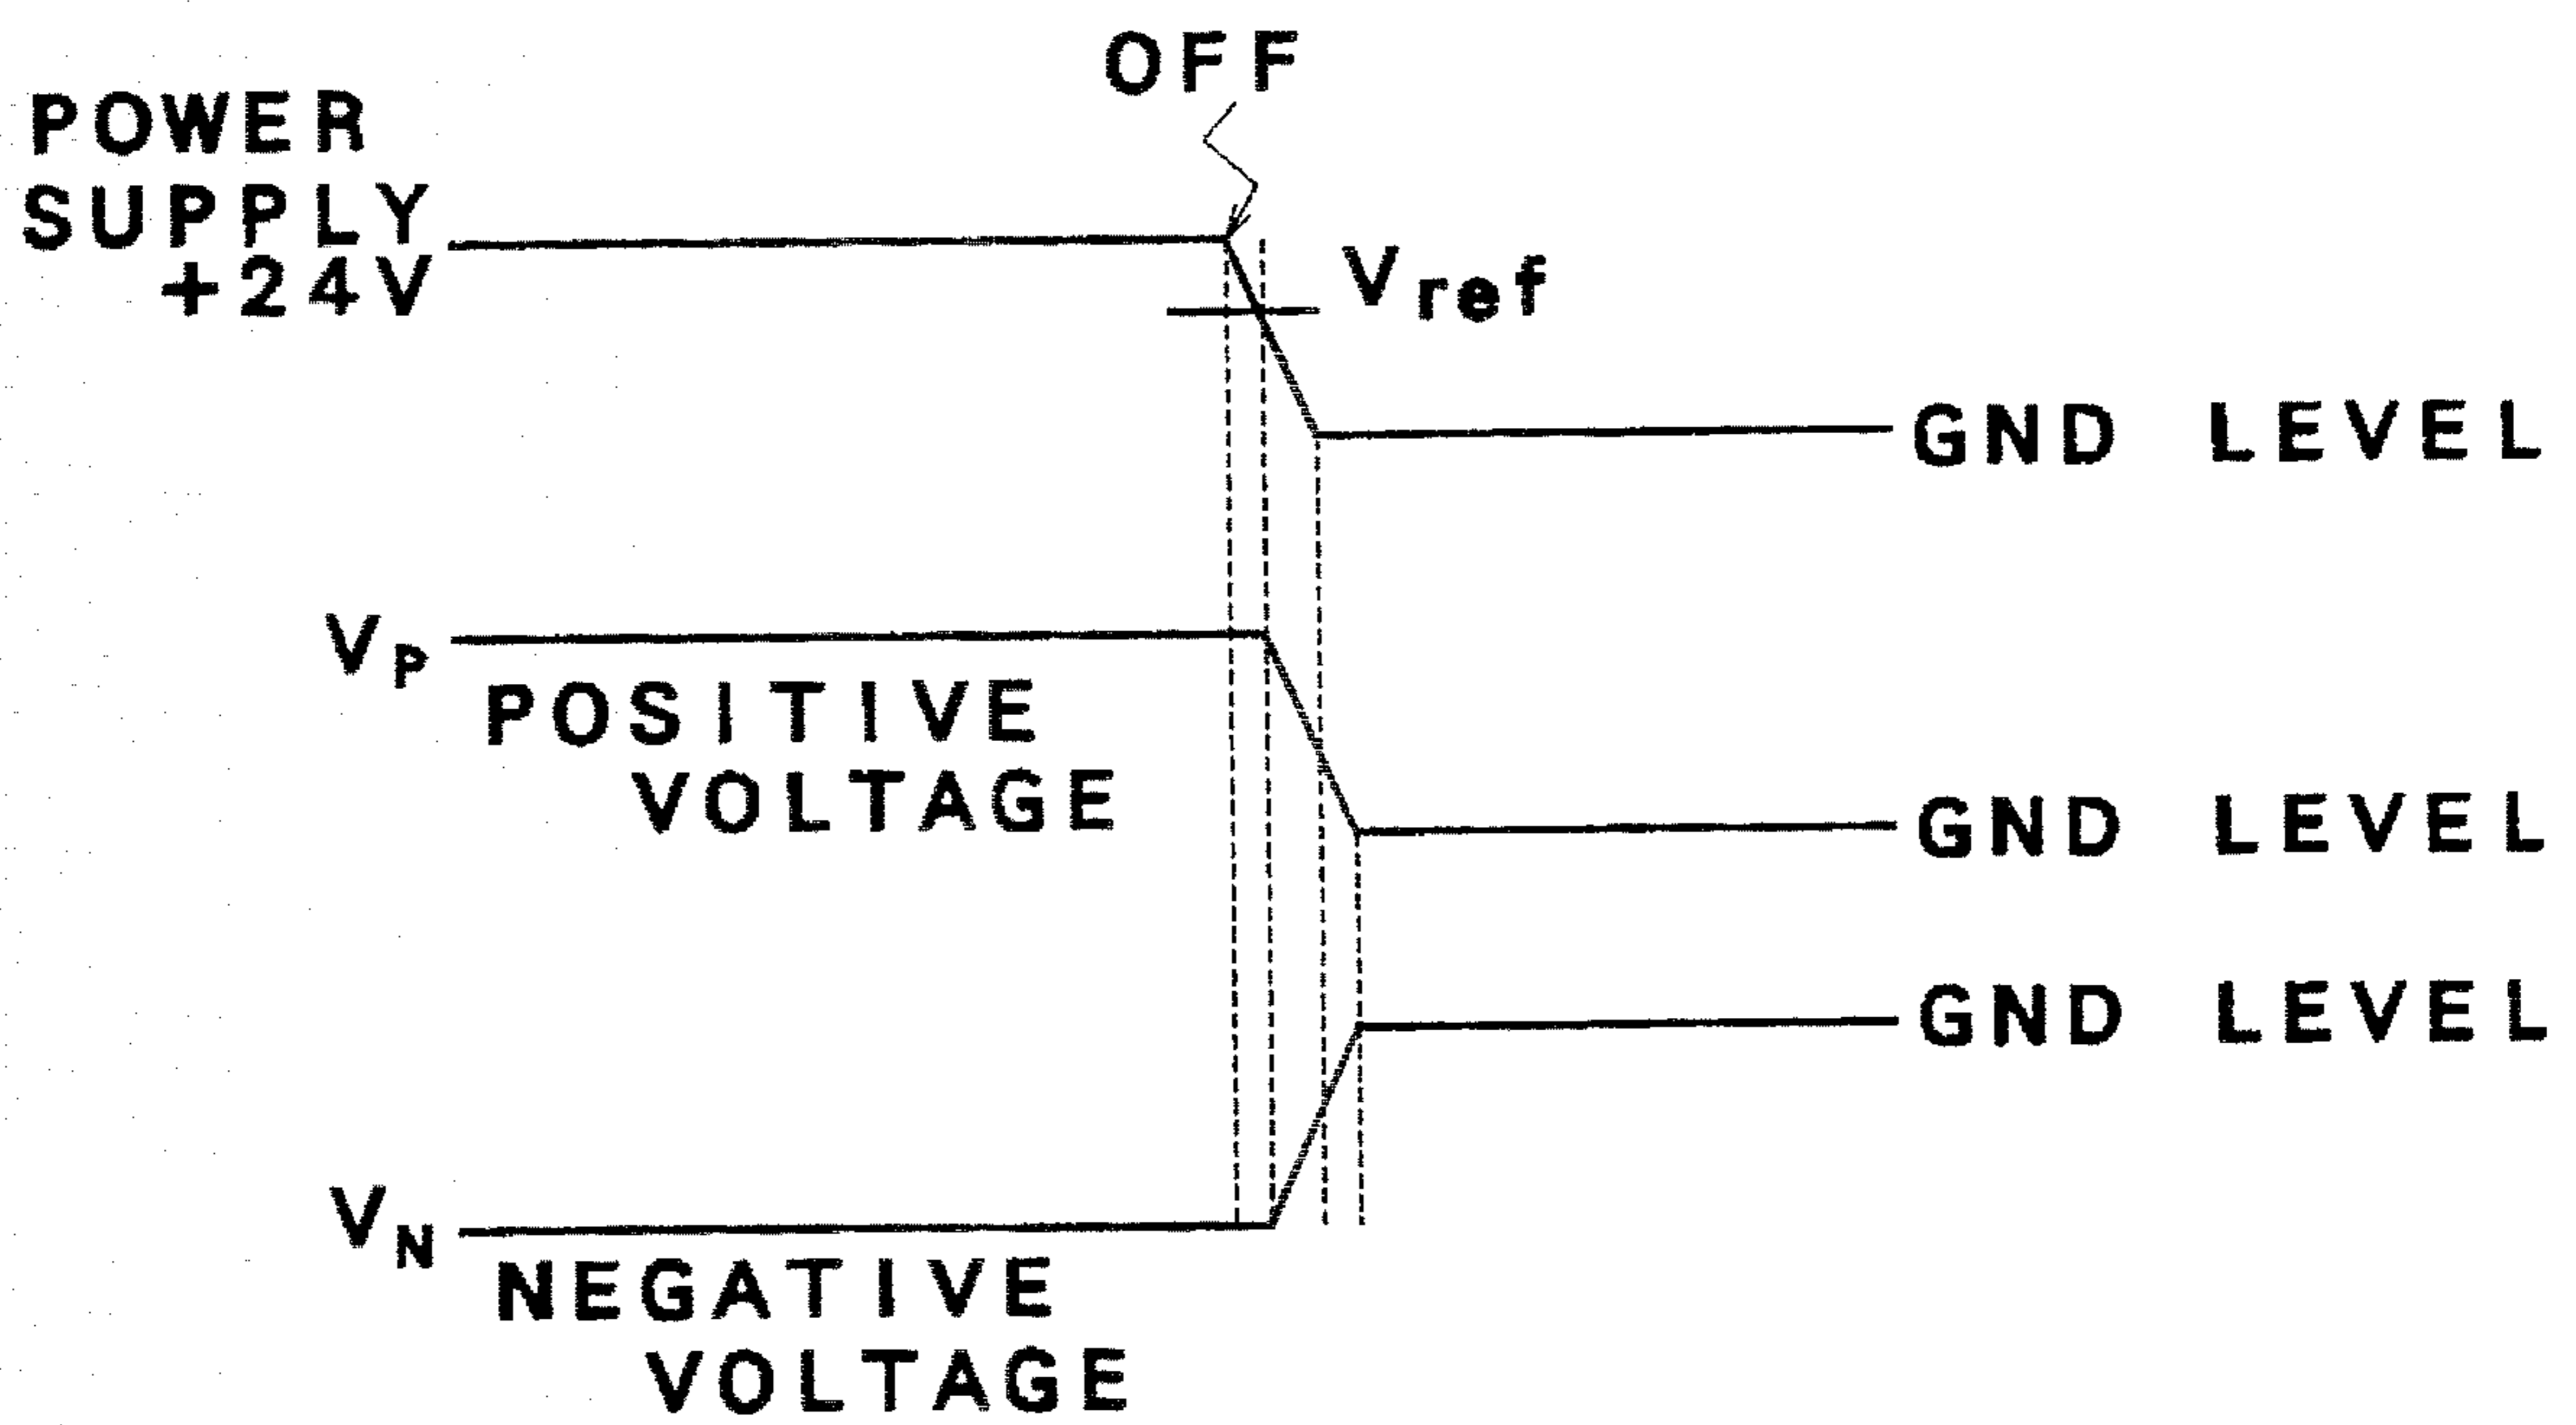 OFF
POWER
SUPPLY
+24V
Vref
GND LEVEL
VP
POSITIVE
VOLTAGE
GND LEVEL
GND LEVEL
VN
NEGATIVE
VOLTAGE